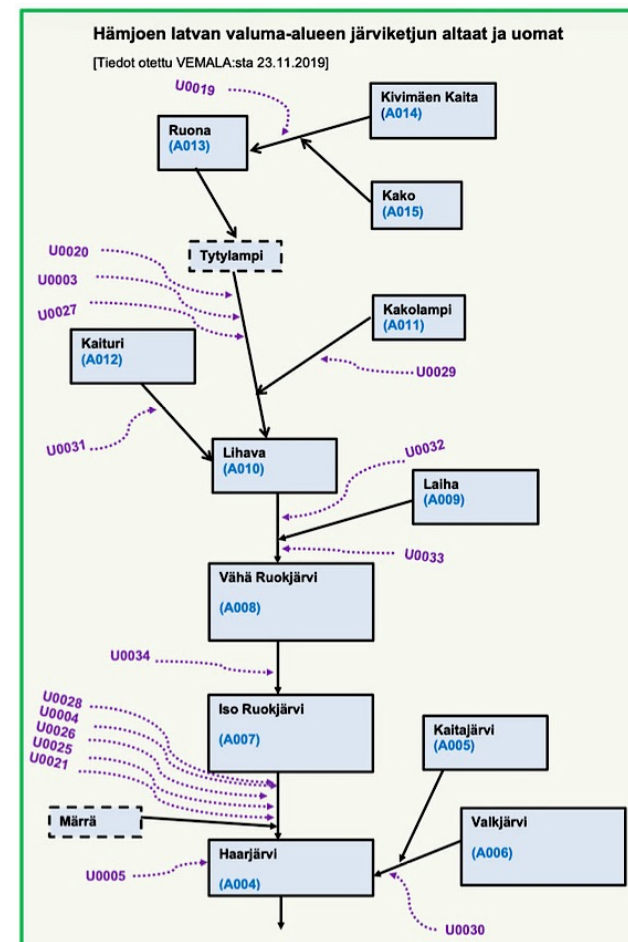 Hämjoen latvan valuma-alueen järviketjun altaat ja uomat
[Tiedot otettu VEMALA:sta 23.11.2019]
U0019
Kivimäen Kaita
(A014)
Ruona
(A013)
Kako
(A015)
Tytylampi
U0020
U0003
U0027
Kakolampi
(A011)
Kaituri
(A012)
U0029
U0031
Lihava
(A010)
U0032
Laiha
(A009)
U0033
Vähä Ruokjärvi
(A008)
U0034
Iso Ruokjärvi
(A007)
U0028
U0004
U0026
U0025
U0021
Kaitajärvi
(A005)
Märrä
Valkjärvi
(A006)
Haarjärvi
(A004)
U0005
U0030